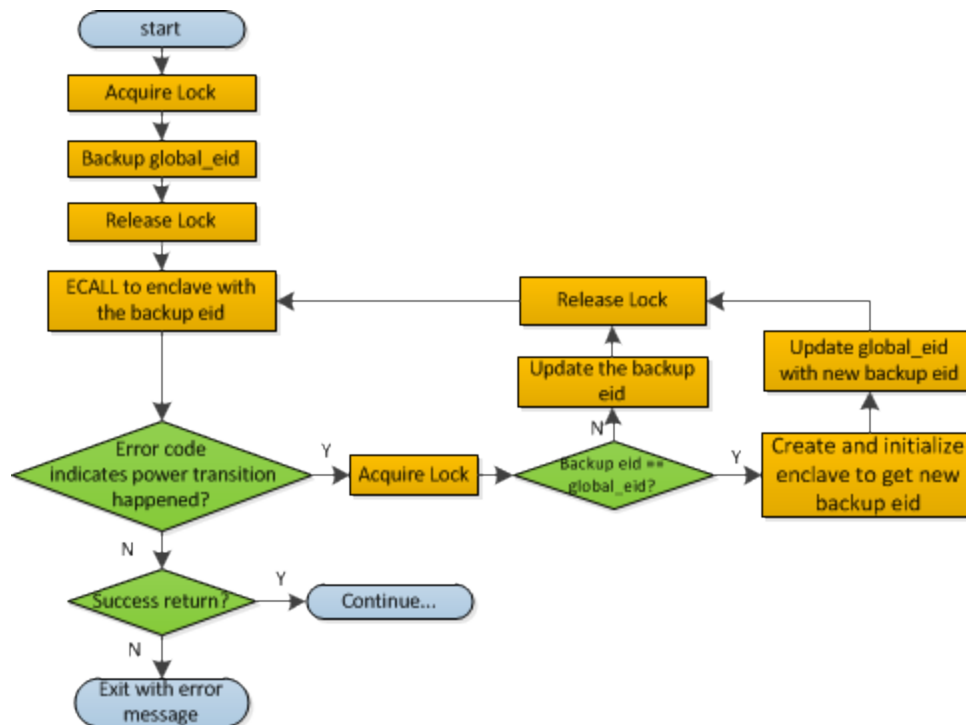 start
Acquire Lock
Backup global_eid
Release Lock
ECALL to enclave with
the backup eid
Release Lock
Update global_eid
with new backup eid
Update the backup
eid
N
Error code
indicates power transition
happened?
Y
Acquire Lock
Backup eid ==
global_eid?
Y
Create and initialize
enclave to get new
backup eid
N
Success return?
Y
Continue...
N
Exit with error
message